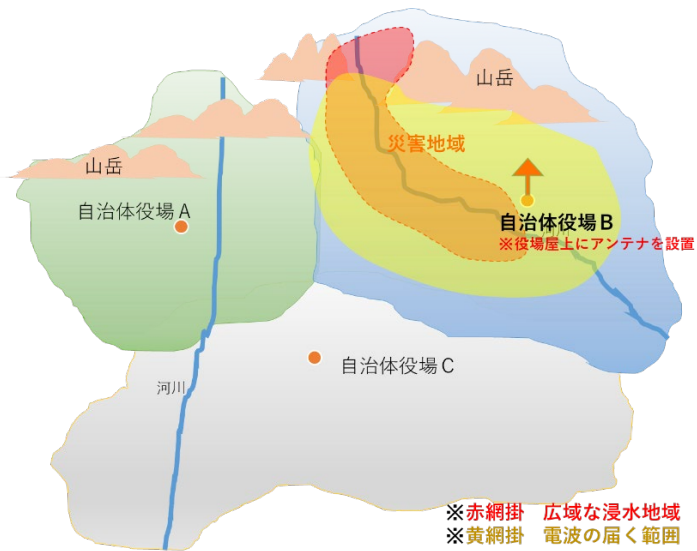 山岳
災害地域
山岳
自治体役場A
自治体役場B
※役場屋上にアンテナを設置
河川
自治体役場C
河川
※赤網掛　広域な浸水地域
※黄網掛　電波の届く範囲